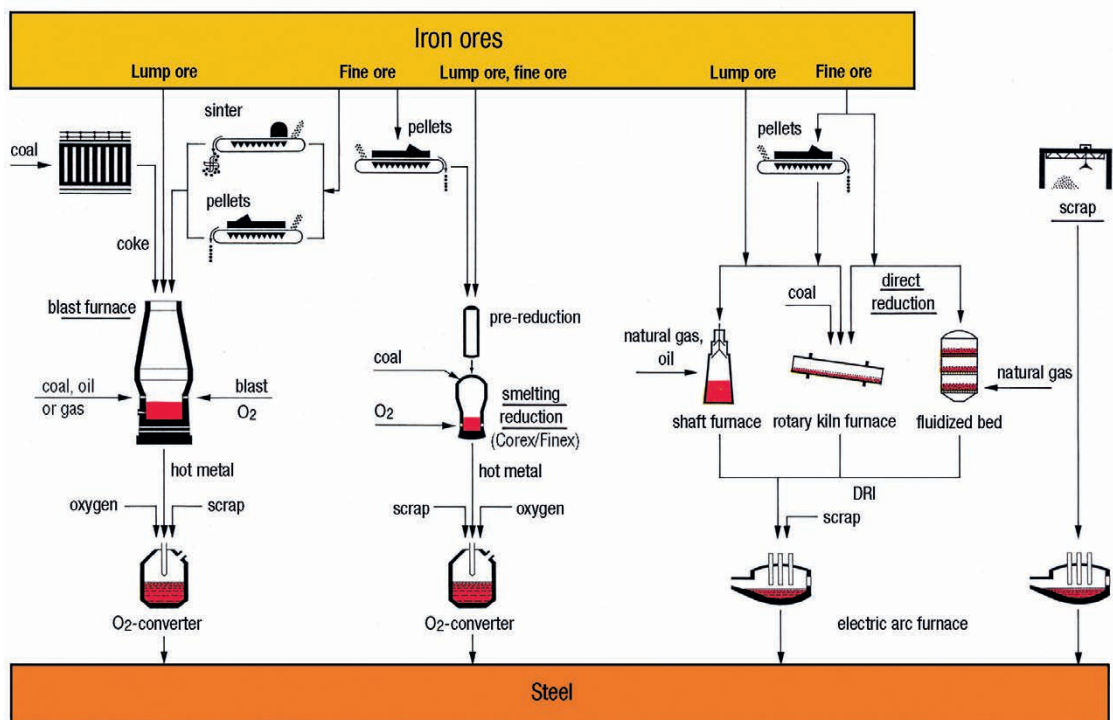 Iron ores
Lump ore
Fine ore
Lump ore, fine ore
Lump ore
Fine ore
sinter
coal
pellets
pellets
pellets
scrap
coke
blast furnace
pre-reduction
coal
direct
reduction
natural gas,
oil
natural gas
coal, oil
or gas
blast
O2
coal
O2
smelting
reduction
(Corex/Finex)
shaft furnace
rotary kiln furnace
fluidized bed
hot metal
hot metal
DRI
oxygen
scrap
scrap
oxygen
scrap
O2-converter
O2-converter
electric arc furnace
Steel